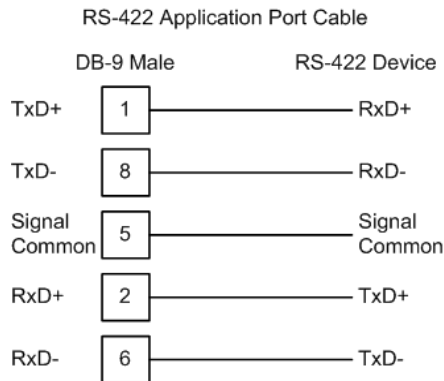 RS-422 Application Port Cable
DB-9 Male RS-422 Device
TxD+ 1 RxD+
TxD- 8 RxD-
Signal Common 5 Signal Common
RxD+ 2 TxD+
RxD- 6 TxD-